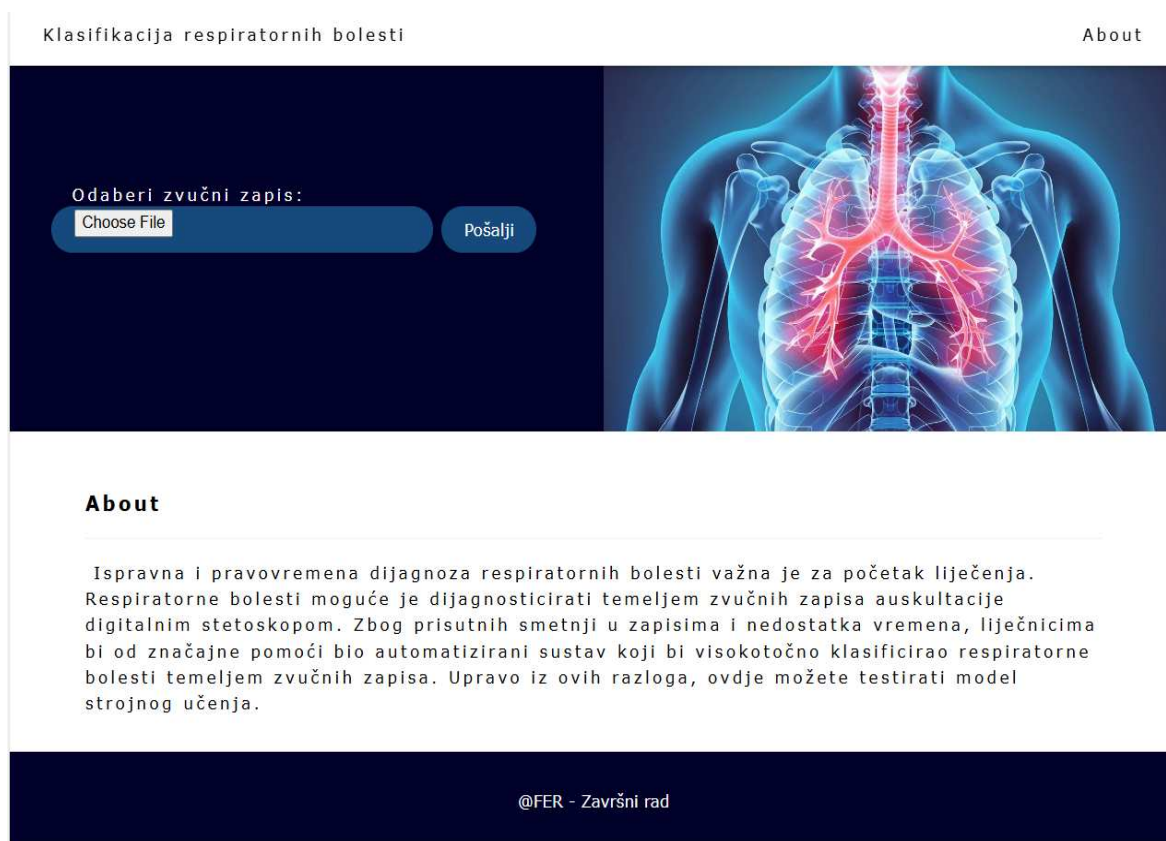 Klasifikacija respiratornih bolesti
About
Odaberi zvučni zapis:
Choose File
Pošalji
About
Ispravna i pravovremena dijagnoza respiratornih bolesti važna je za početak liječenja.
Respiratorne bolesti moguće je dijagnosticirati temeljem zvučnih zapisa auskultacije
digitalnim stetoskopom. Zbog prisutnih smetnji u zapisima i nedostatka vremena, liječnicima
bi od značajne pomoći bio automatizirani sustav koji bi visokotočno klasificirao respiratorne
bolesti temeljem zvučnih zapisa. Upravo iz ovih razloga, ovdje možete testirati model
strojnog učenja.
@FER - Završni rad